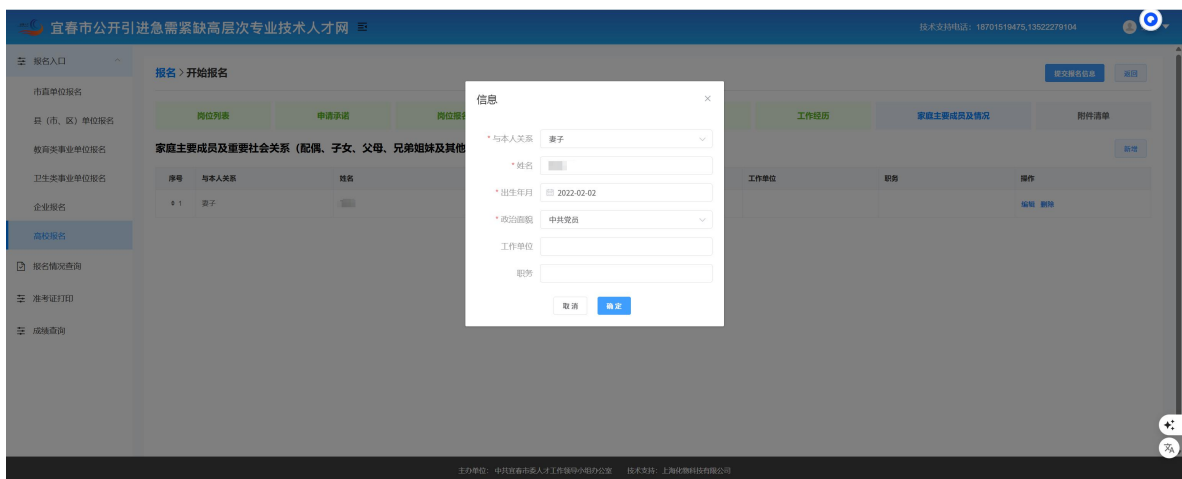 宜春市公开引进急需紧缺高层次专业技术人才网
技术支持电话：18701519475,13522279104
报名入口
市直单位报名
县（市、区）单位报名
教育类事业单位报名
卫生类事业单位报名
企业报名
高校报名
报名情况查询
准考证打印
成绩查询
报名 > 开始报名
提交报名信息 返回
岗位列表 申请承诺 岗位报 工作经历 家庭主要成员及情况 附件清单
家庭主要成员及重要社会关系（配偶、子女、父母、兄弟姐妹及其他
新增
序号 与本人关系 姓名 工作单位 职务 操作
1 妻子 编辑 删除
信息
* 与本人关系 妻子
* 姓名
* 出生年月 2022-02-02
* 政治面貌 中共党员
工作单位
职务
取消 确定
主办单位：中共宜春市委人才工作领导小组办公室 技术支持：上海化物科技有限公司